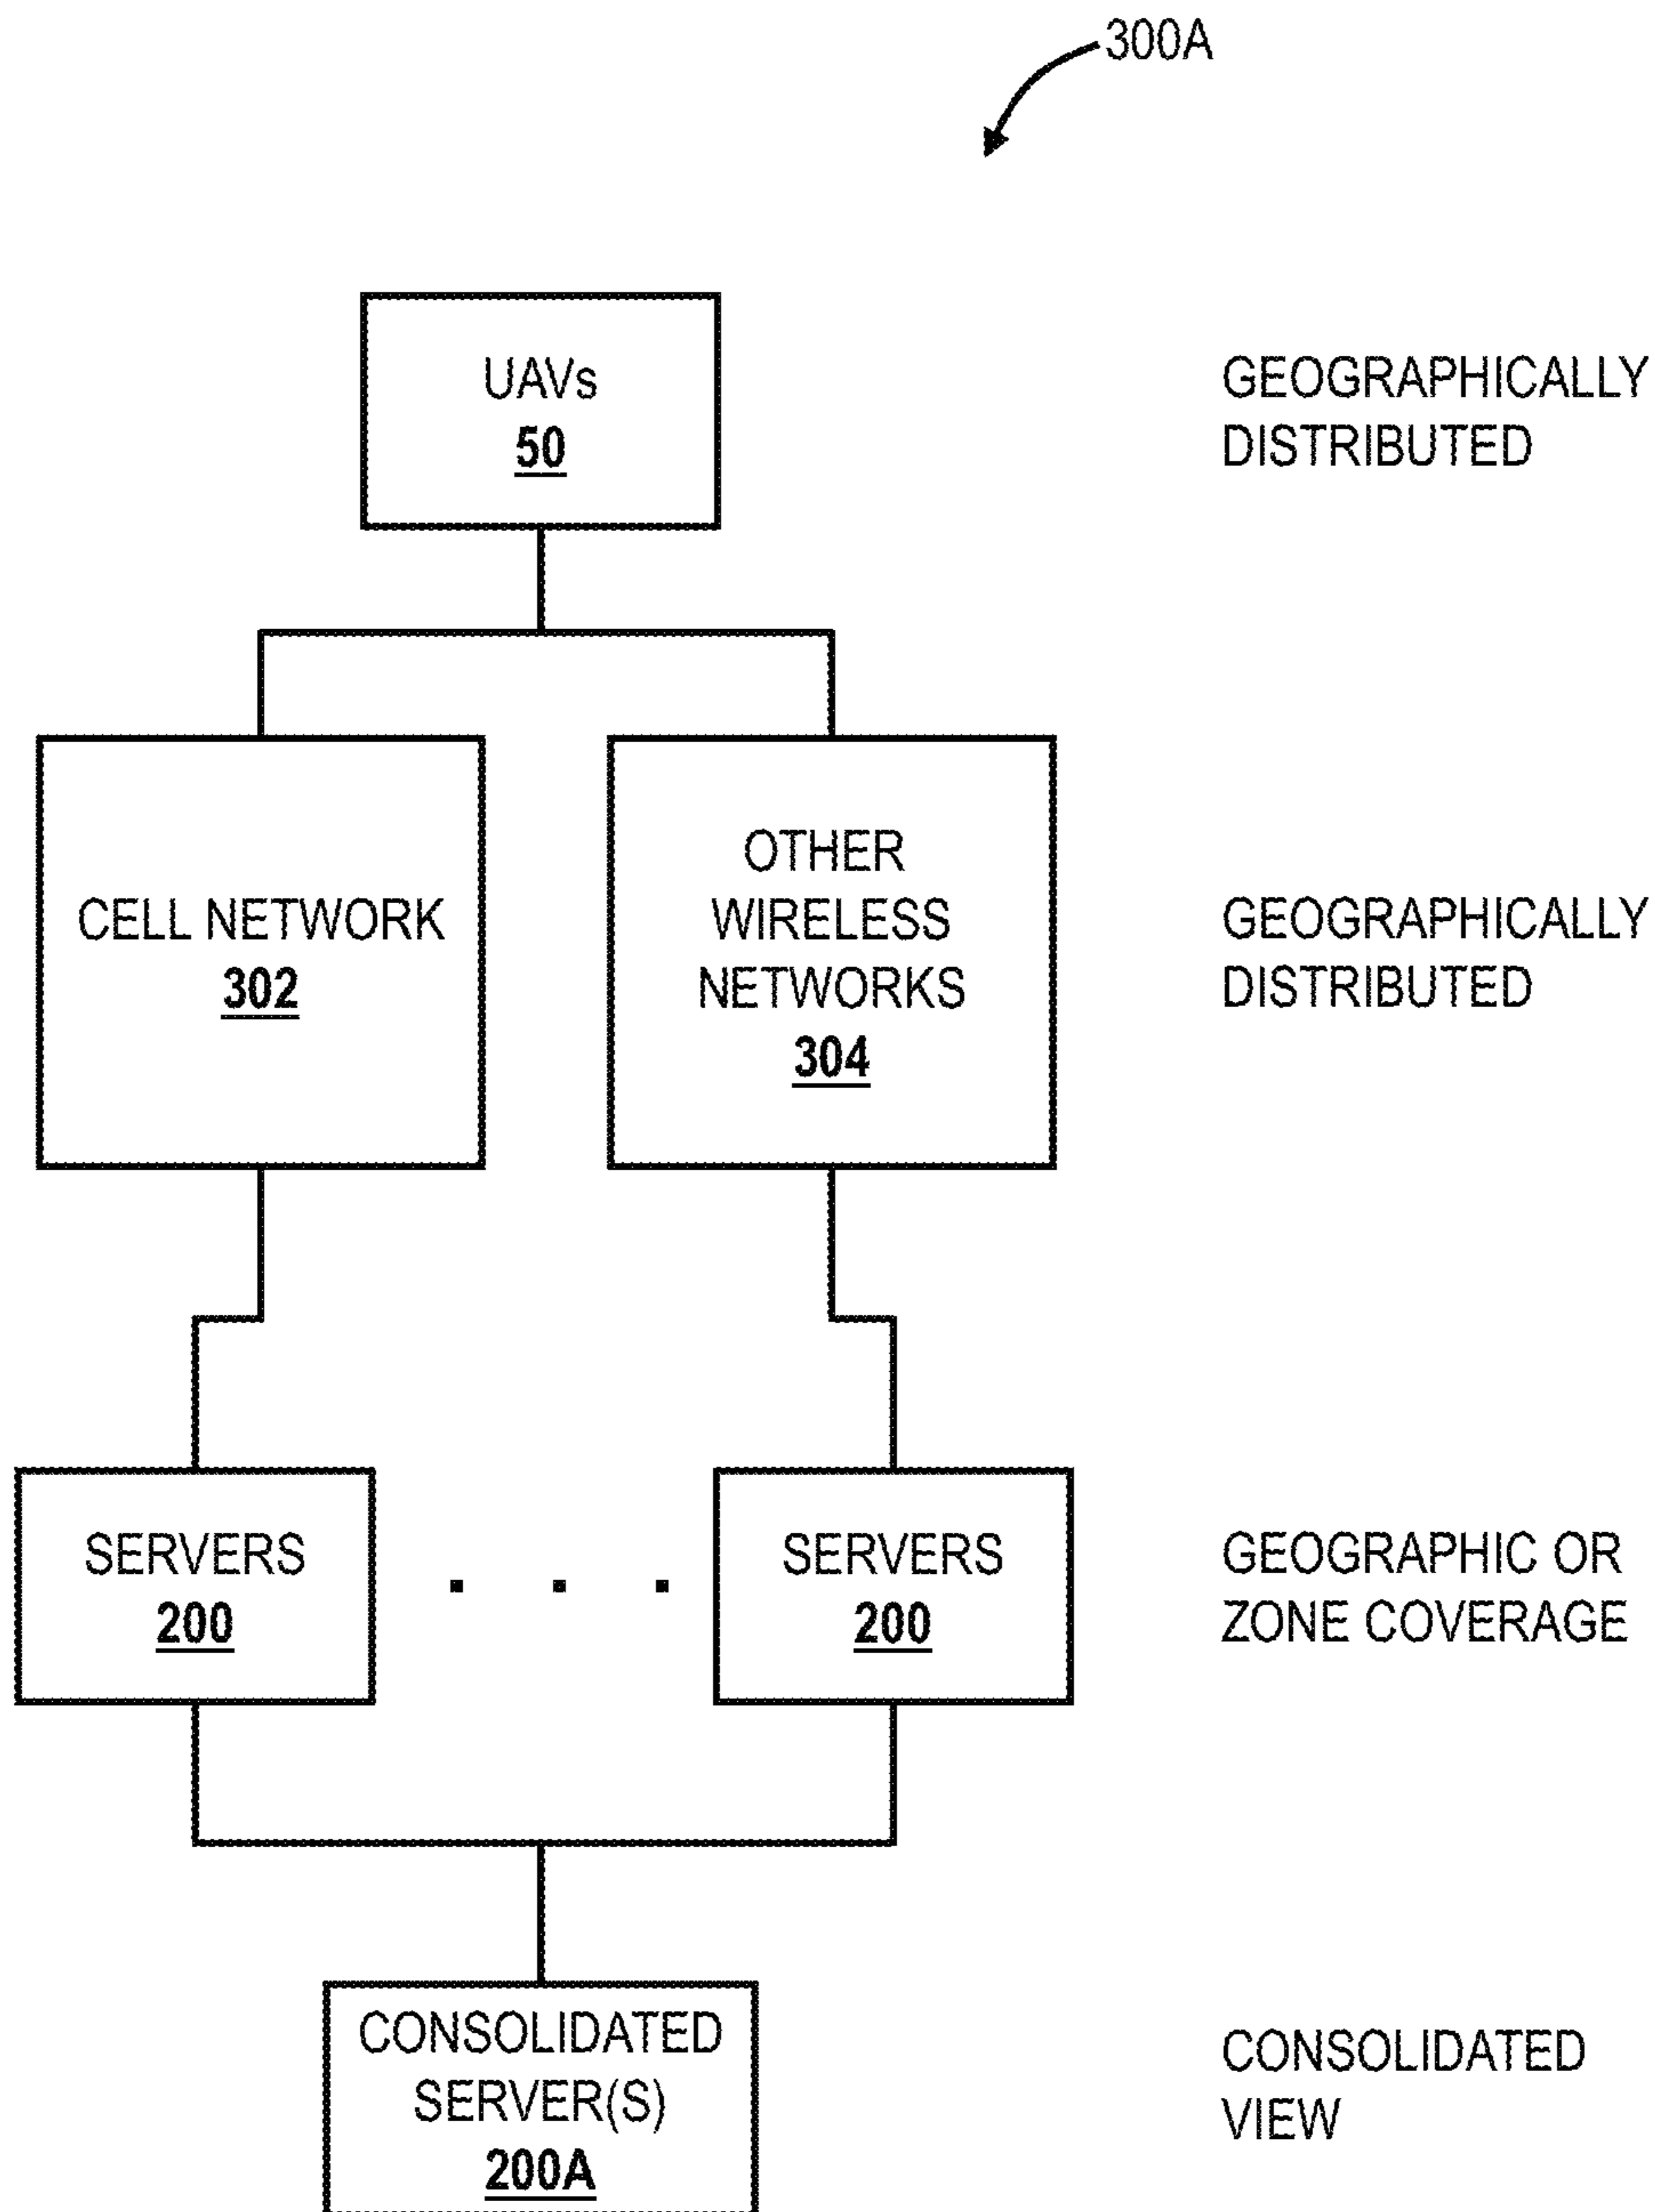 300A
UAVs
50
GEOGRAPHICALLY
DISTRIBUTED
CELL NETWORK
302
OTHER
WIRELESS
NETWORKS
304
GEOGRAPHICALLY
DISTRIBUTED
SERVERS
200
. . .
SERVERS
200
GEOGRAPHIC OR
ZONE COVERAGE
CONSOLIDATED
SERVER(S)
200A
CONSOLIDATED
VIEW